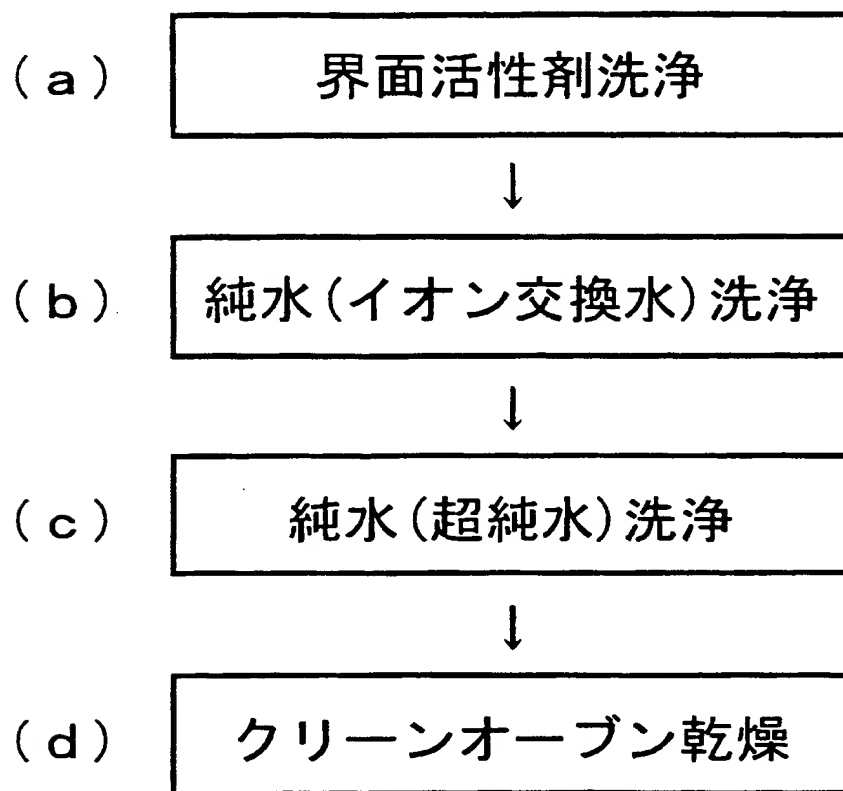 (a) 界面活性剤洗浄
↓
(b) 純水(イオン交換水)洗浄
↓
(c) 純水(超純水)洗浄
↓
(d) クリーンオーブン乾燥